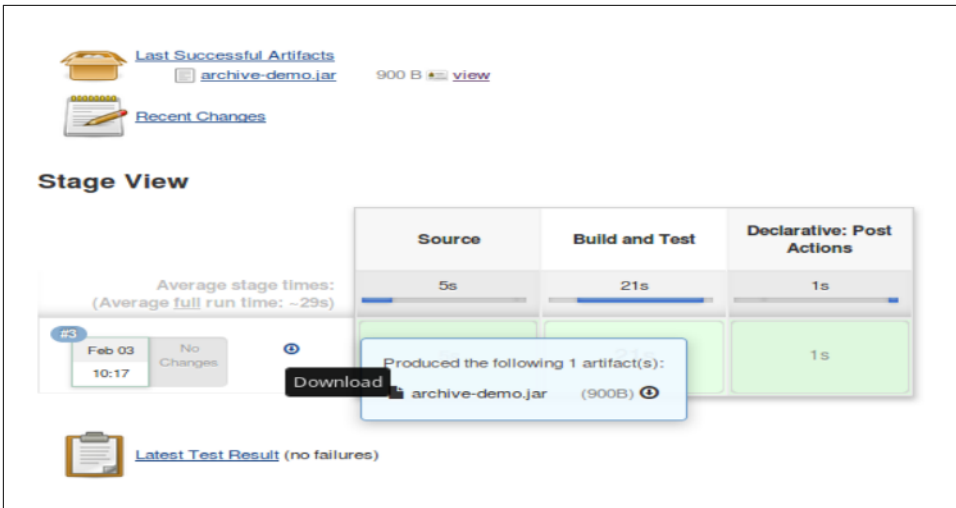 Last Successful Artifacts
archive-demo.jar 900 B view
Recent Changes
Stage View
Source Build and Test Declarative: Post Actions
Average stage times: 5s 21s 1s
(Average full run time: ~29s)
#3
Feb 03 No Changes
10:17
1s
Download
Produced the following 1 artifact(s):
archive-demo.jar (900B)
Latest Test Result (no failures)